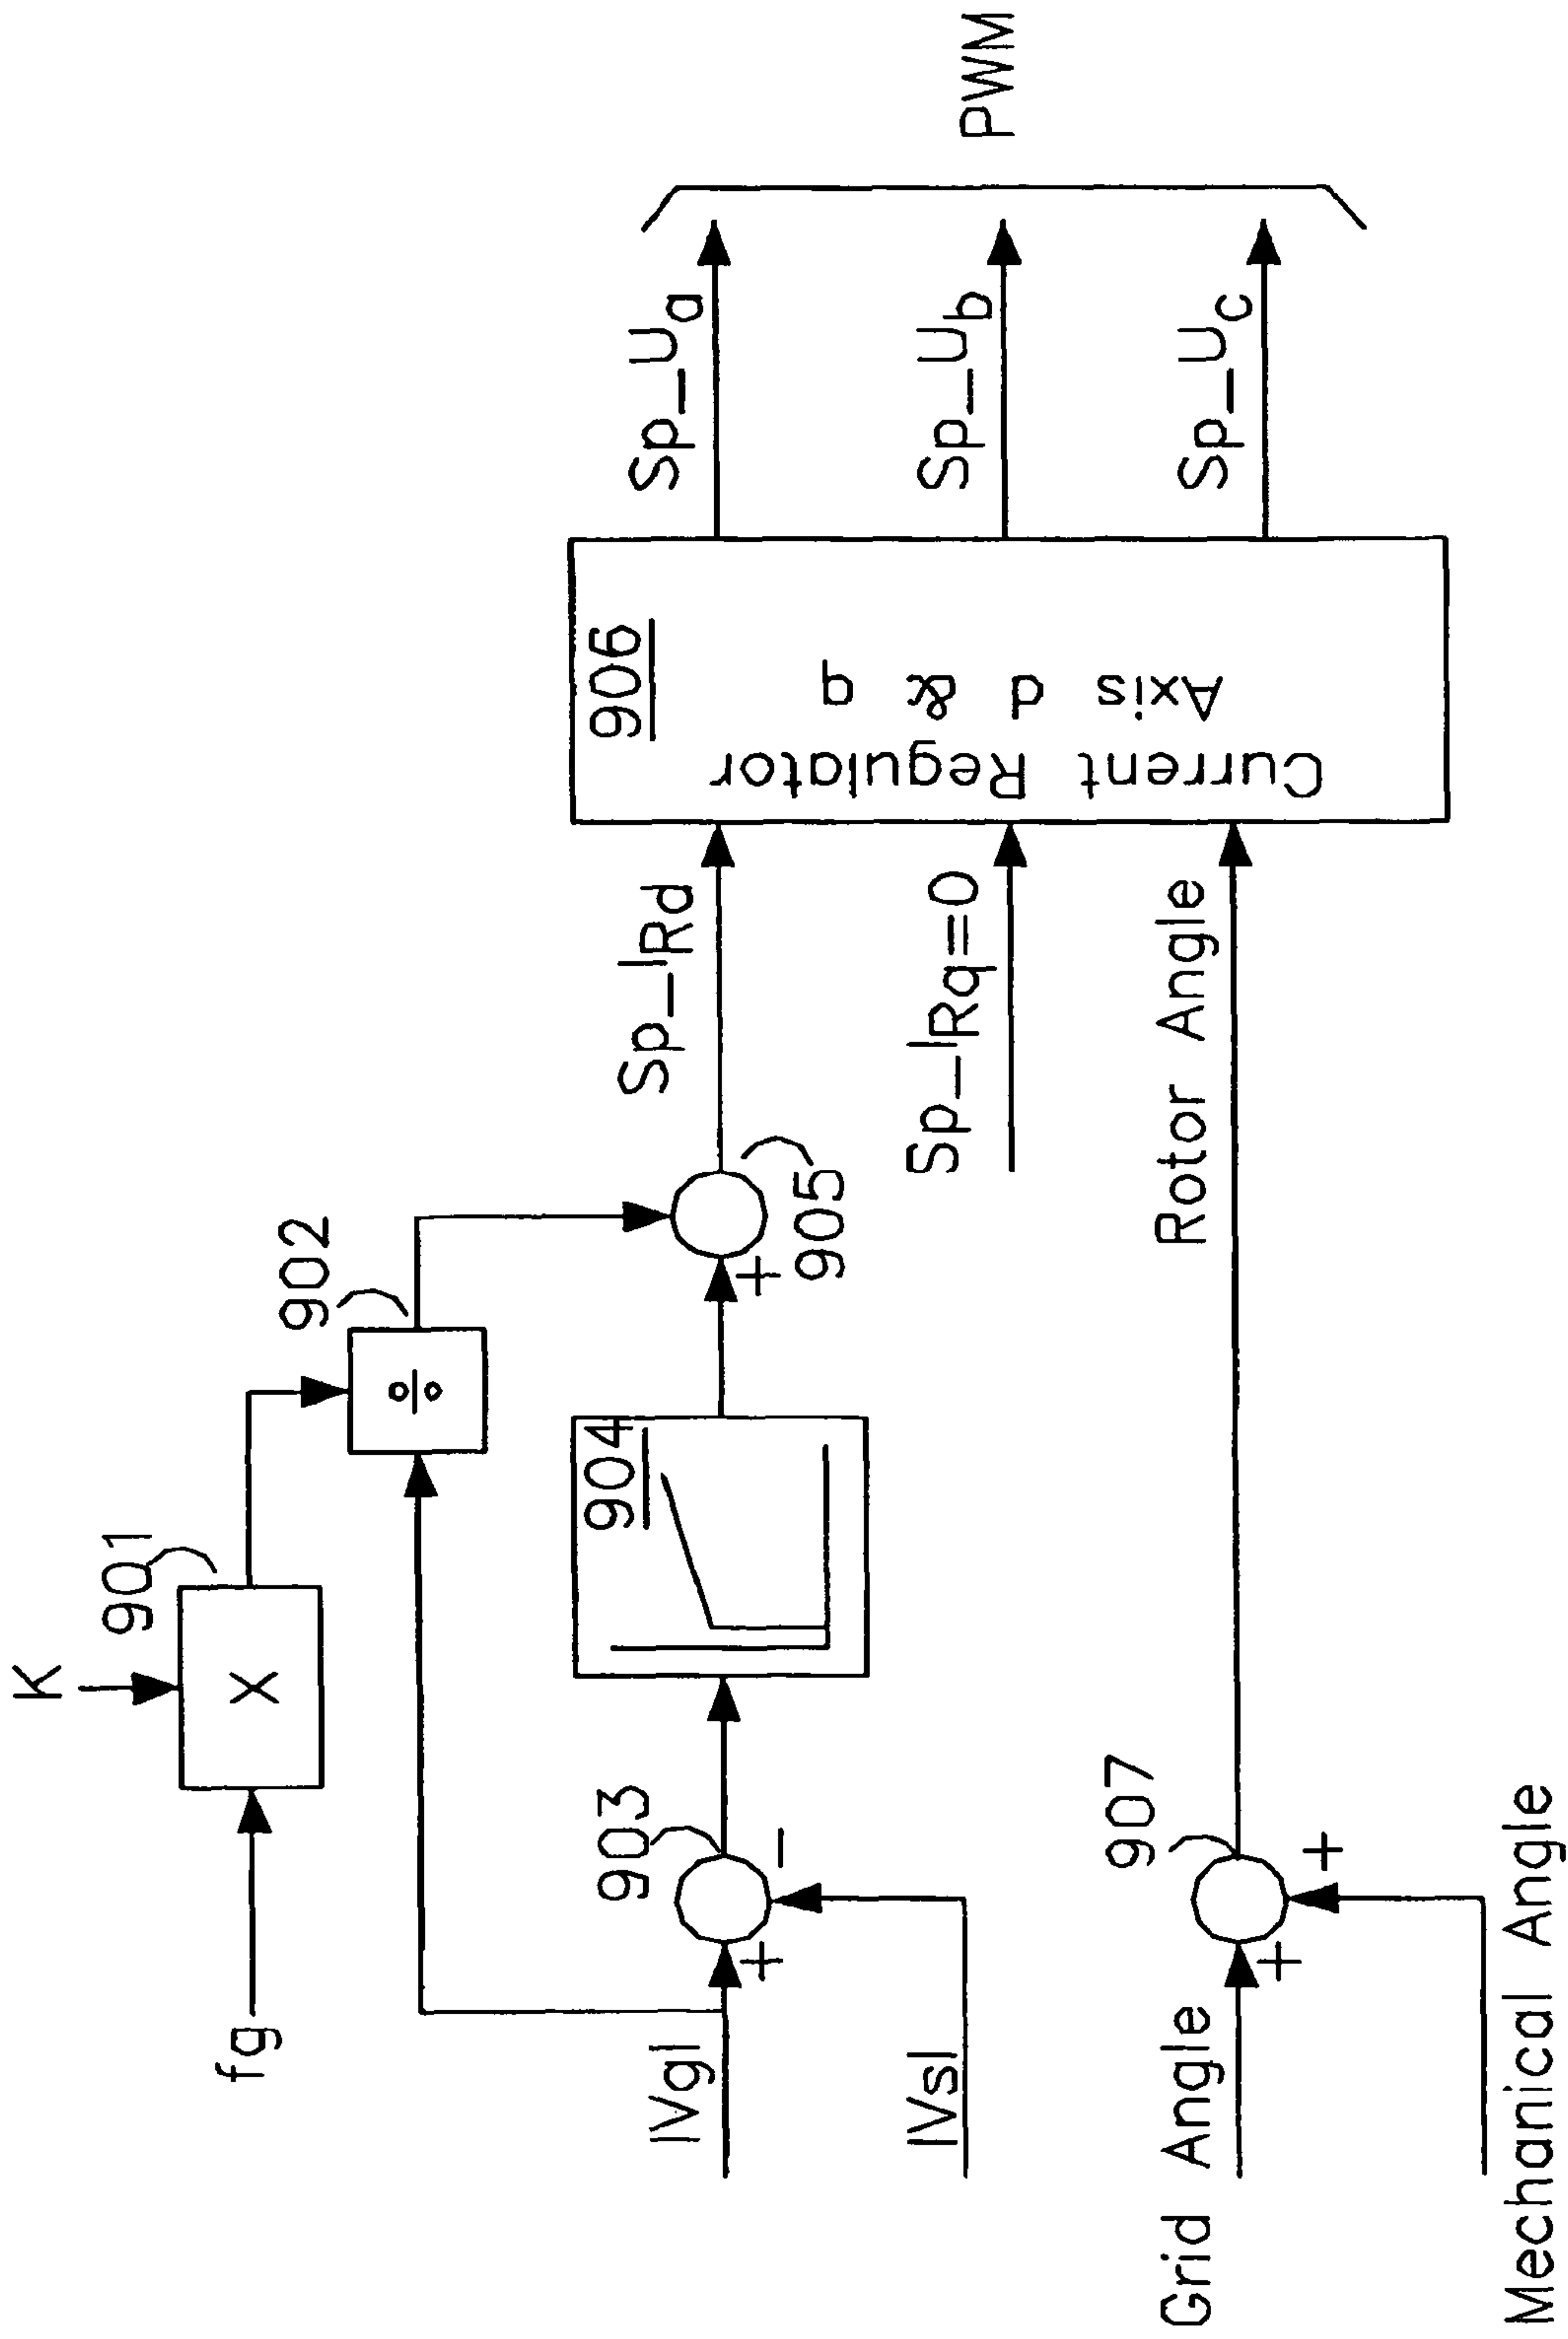 K
901
X
fg
902
÷
|Vg|
+
903
−
|Vs|
904
+
905
Sp_IRd
Sp_IRq=0
Rotor Angle
906
Current Regulator
Axis d & q
Sp_Ua
Sp_Ub
Sp_Uc
PWM
Grid Angle
+
907
+
Mechanical Angle